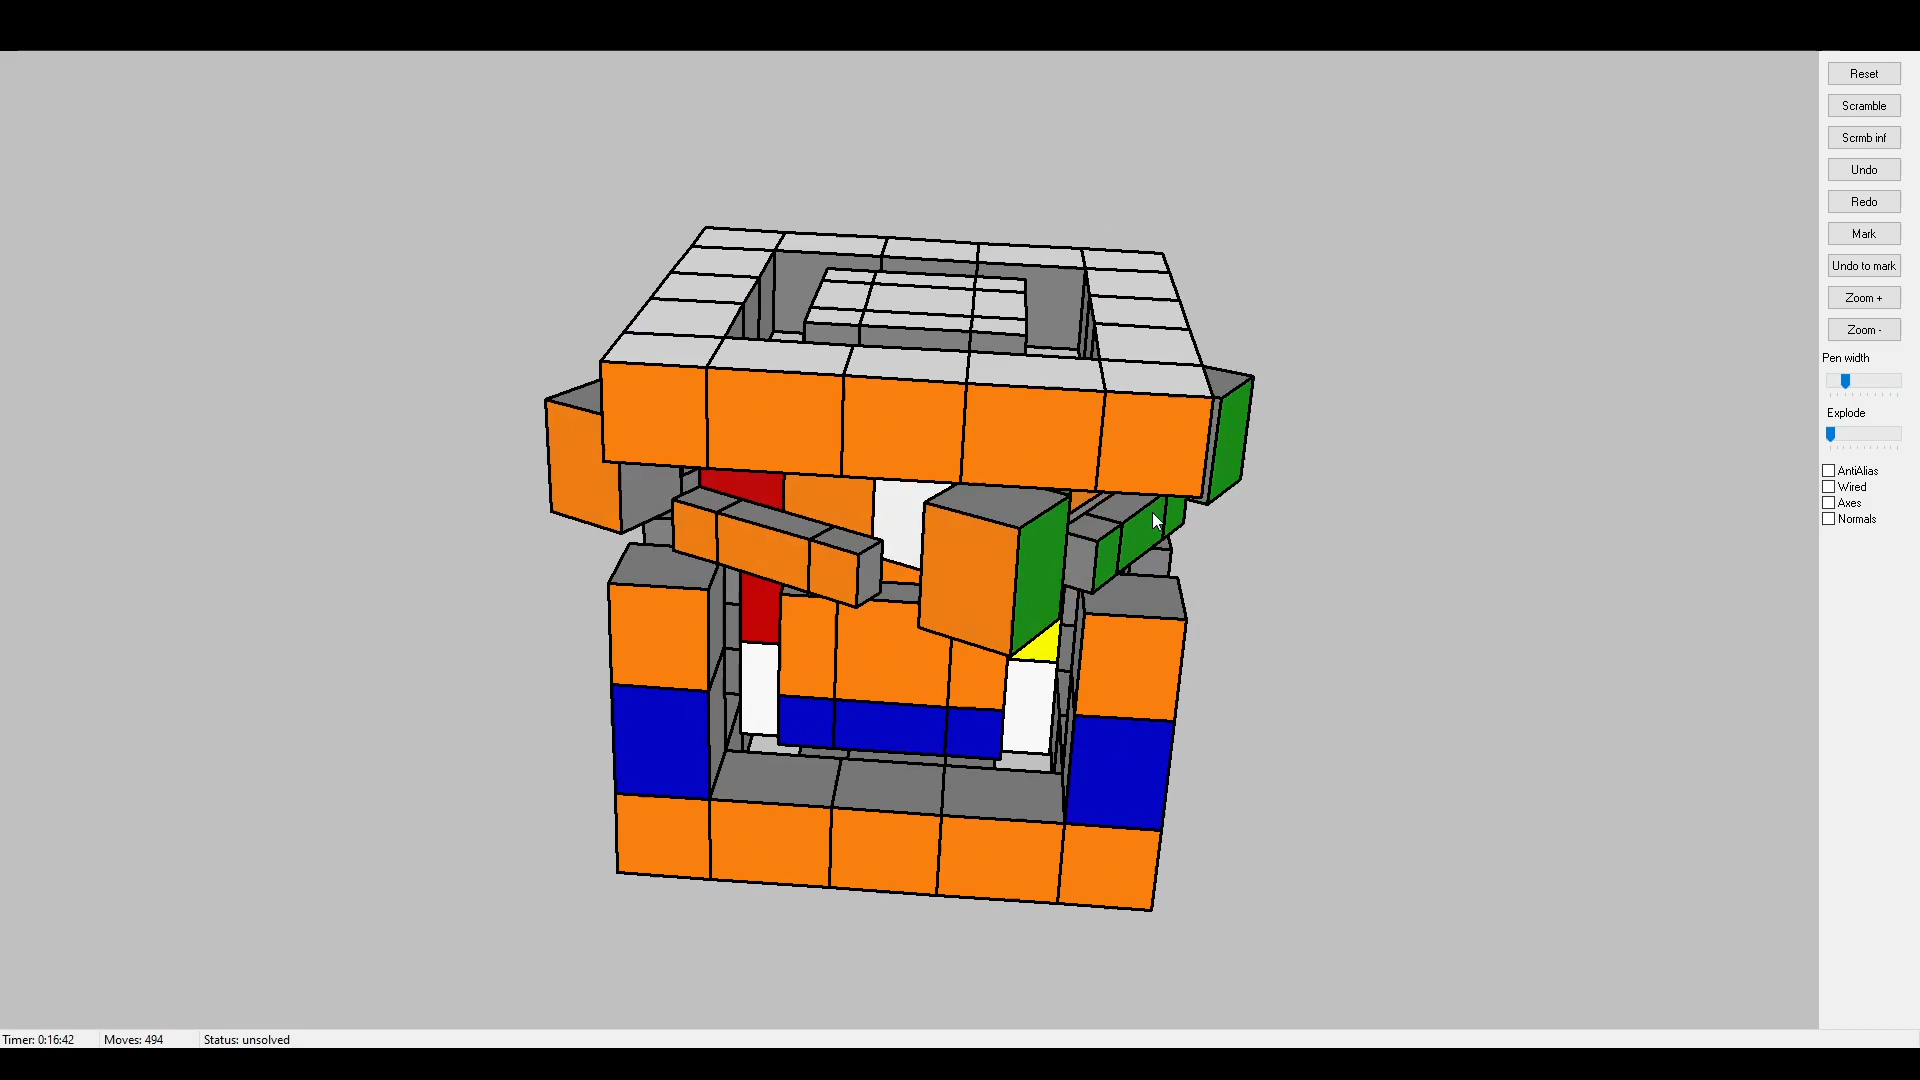 Reset
Scramble
Scrmb inf
Undo
Redo
Mark
Undo to mark
Zoom +
Zoom -
Pen width
Explode
AntiAlias
Wired
Axes
Normals
Timer: 0:16:42 Moves: 494 Status: unsolved